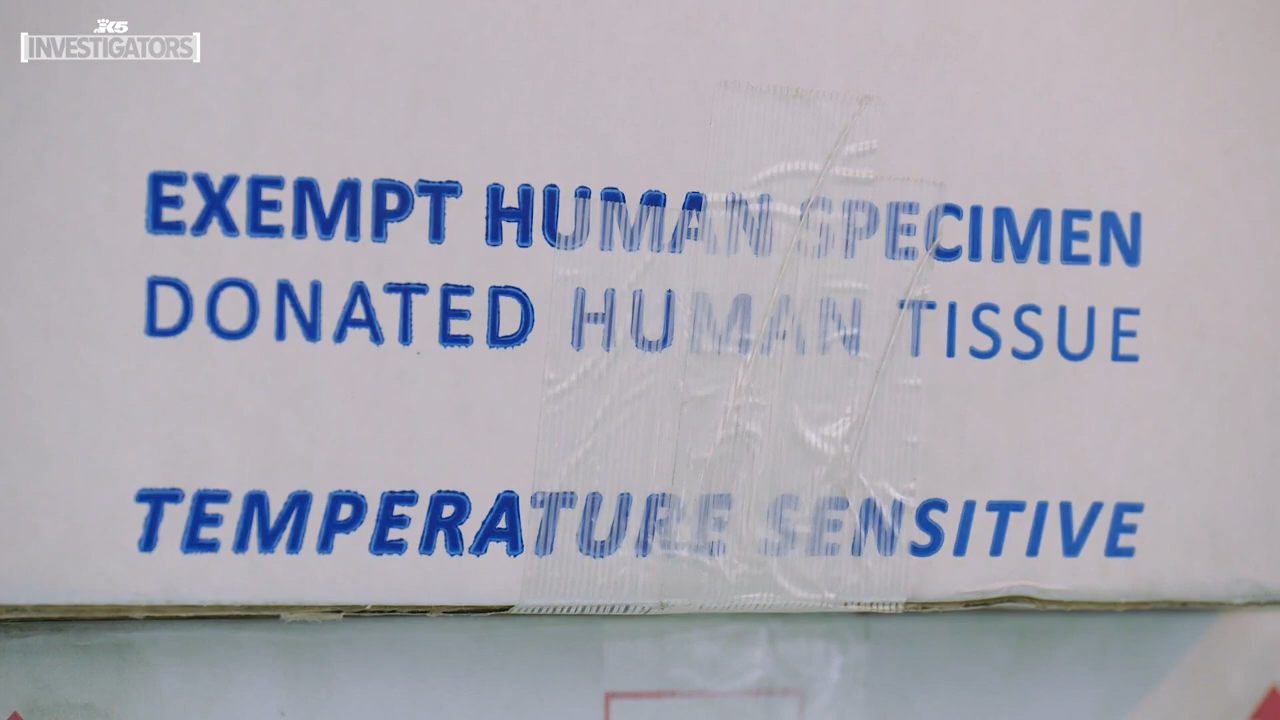 K5
INVESTIGATORS
EXEMPT HUMAN SPECIMEN
DONATED HUMAN TISSUE
TEMPERATURE SENSITIVE